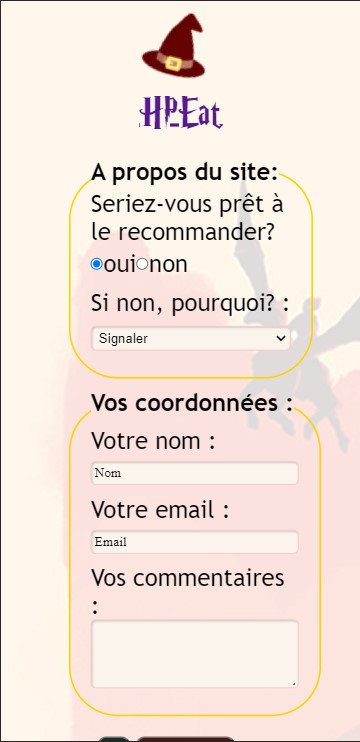 HP-Eat
A propos du site:
Seriez-vous prêt à
le recommander?
oui non
Si non, pourquoi? :
Signaler
Vos coordonnées :
Votre nom :
Nom
Votre email :
Email
Vos commentaires
: